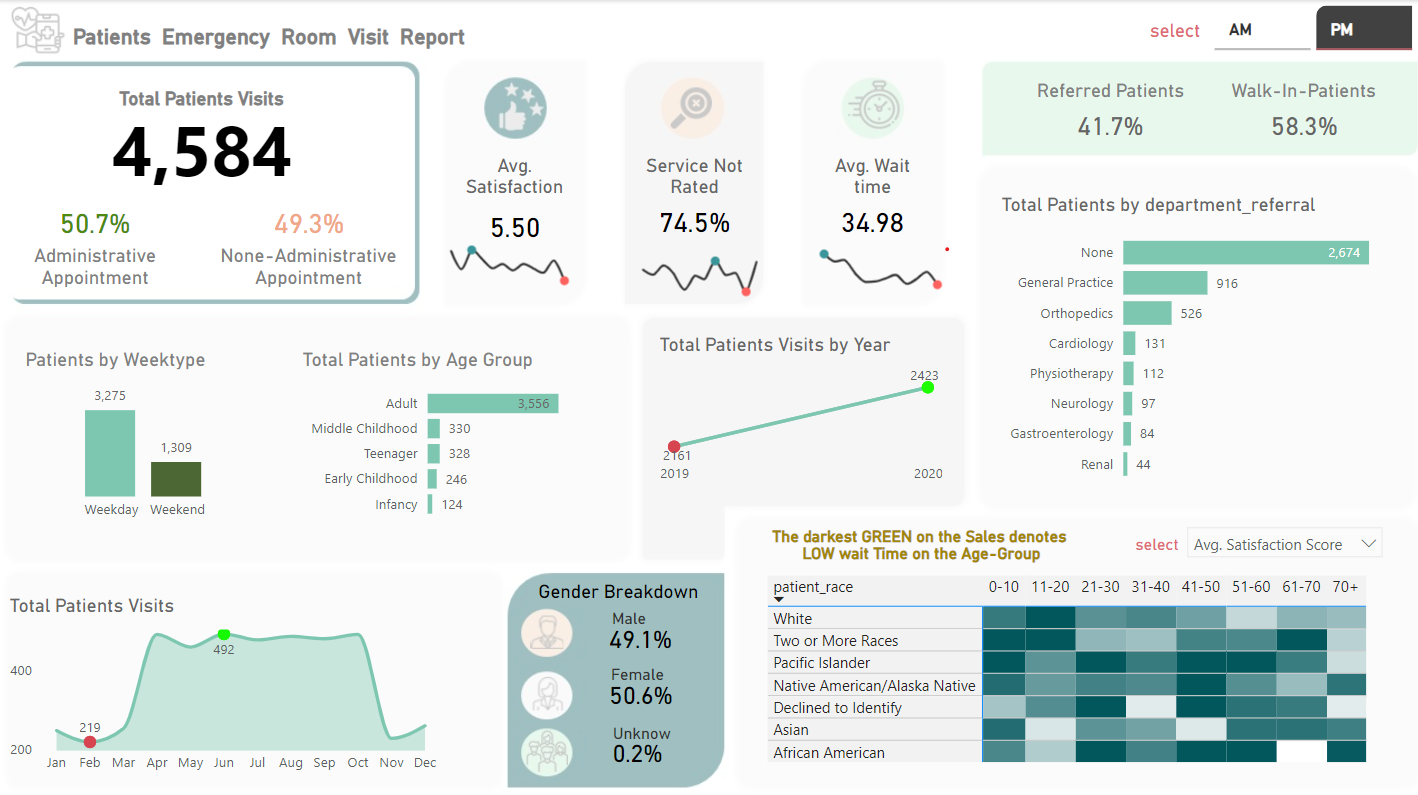 Patients Emergency Room Visit Report
select
AM
PM
Total Patients Visits
4,584
50.7%
Administrative
Appointment
49.3%
None-Administrative
Appointment
Avg.
Satisfaction
5.50
Service Not
Rated
74.5%
Avg. Wait
time
34.98
Referred Patients
41.7%
Walk-In-Patients
58.3%
Total Patients by department_referral
None 2,674
General Practice 916
Orthopedics 526
Cardiology 131
Physiotherapy 112
Neurology 97
Gastroenterology 84
Renal 44
Patients by Weektype
3,275
1,309
Weekday Weekend
Total Patients by Age Group
Adult 3,556
Middle Childhood 330
Teenager 328
Early Childhood 246
Infancy 124
Total Patients Visits by Year
2423
2161
2019 2020
The darkest GREEN on the Sales denotes
LOW wait Time on the Age-Group
select
Avg. Satisfaction Score
patient_race 0-10 11-20 21-30 31-40 41-50 51-60 61-70 70+
White
Two or More Races
Pacific Islander
Native American/Alaska Native
Declined to Identify
Asian
African American
Total Patients Visits
492
400
219
200
Jan Feb Mar Apr May Jun Jul Aug Sep Oct Nov Dec
Gender Breakdown
Male
49.1%
Female
50.6%
Unknow
0.2%